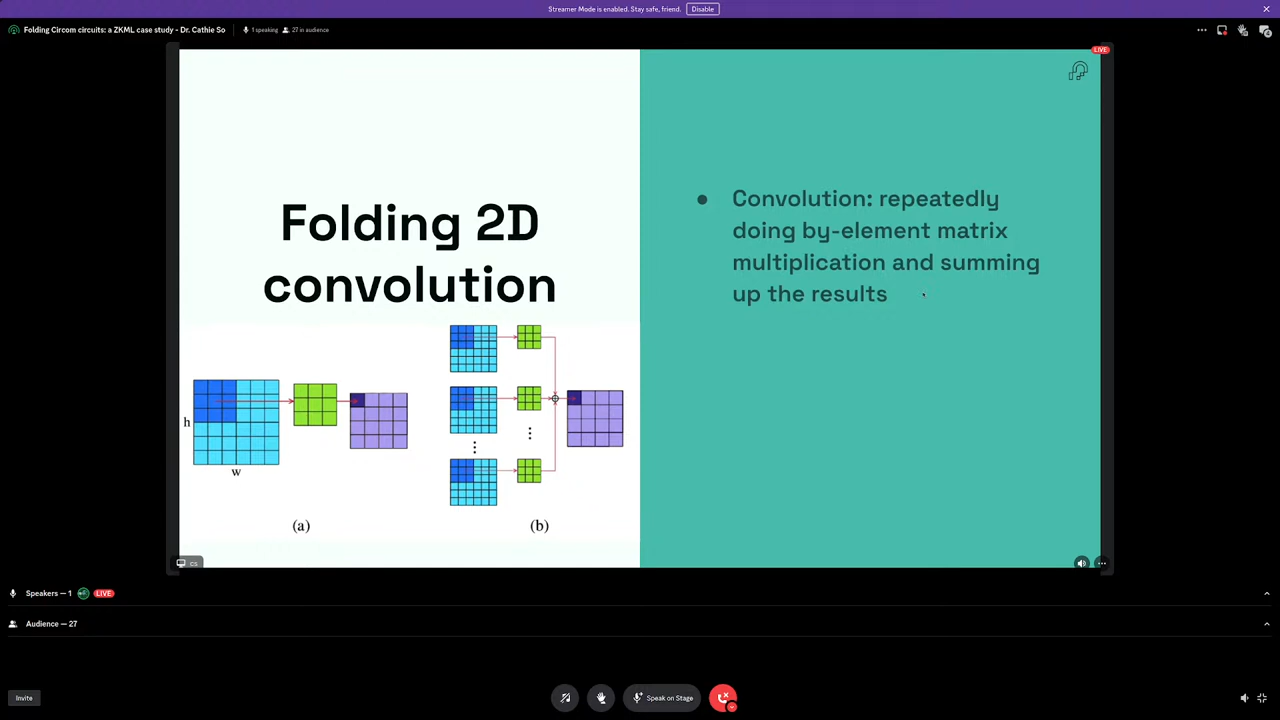 Streamer Mode is enabled. Stay safe, friend.
Disable
Folding Circom circuits: a ZKML case study - Dr. Cathie So
1 speaking
27 in audience
LIVE
Folding 2D
convolution
h
w
(a)
(b)
● Convolution: repeatedly
doing by-element matrix
multiplication and summing
up the results
cs
Speakers — 1
LIVE
Audience — 27
Invite
Speak on Stage